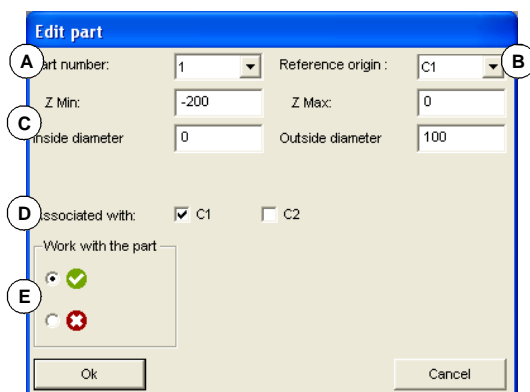 Edit part
A art number: 1 Reference origin : C1 B
Z Min: -200 Z Max: 0
C nside diameter 0 Outside diameter 100
D ssociated with: C1 C2
Work with the part
E
Ok Cancel